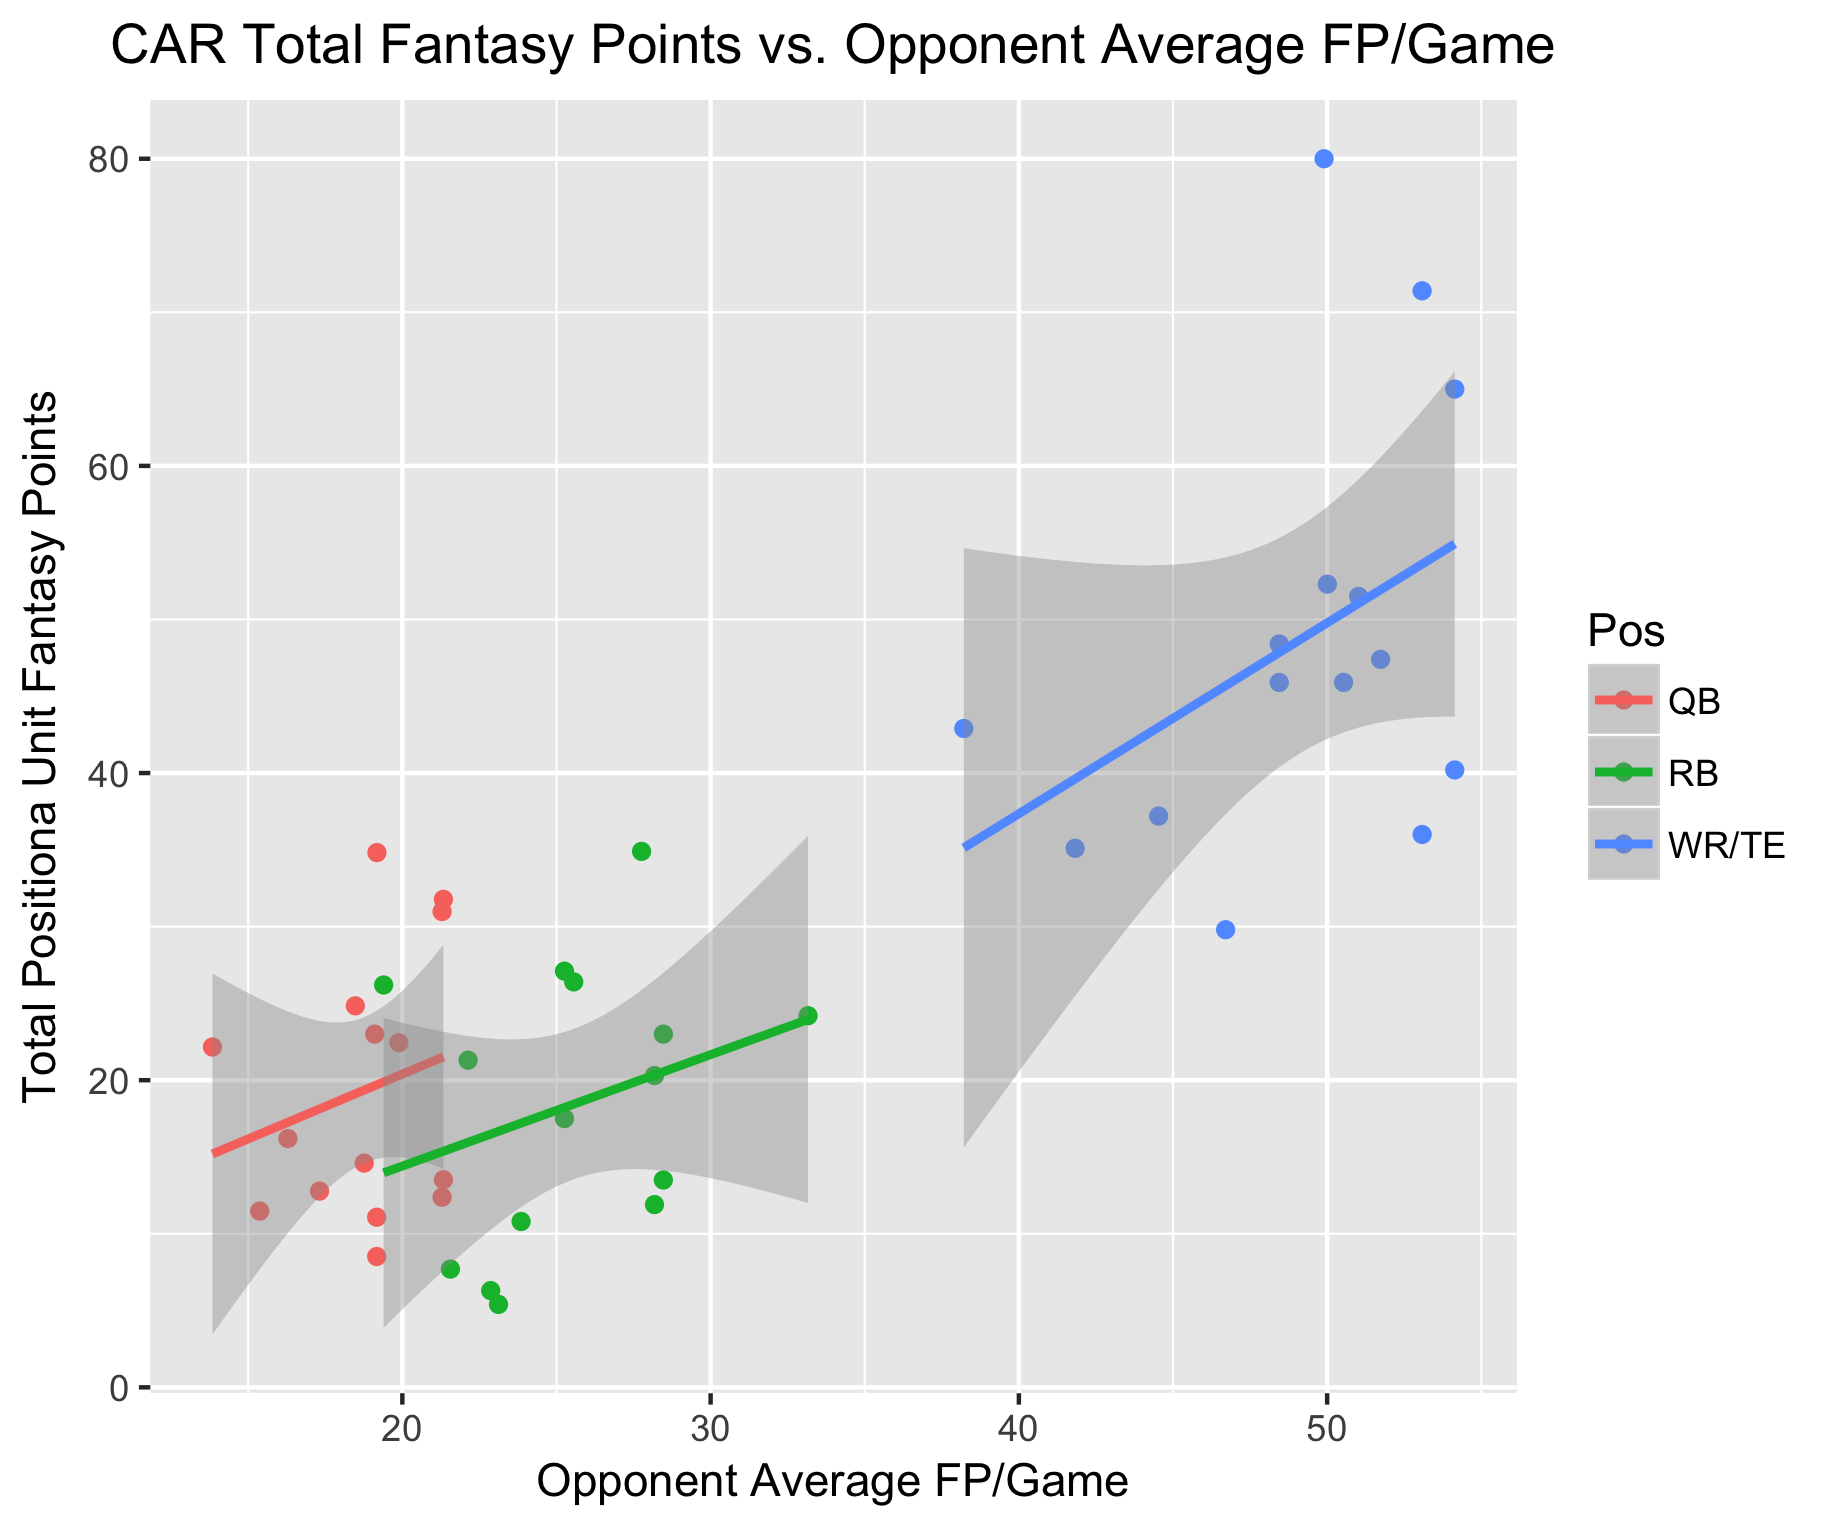 CAR Total Fantasy Points vs. Opponent Average FP/Game
Total Positiona Unit Fantasy Points
80
60
40
20
0
20 30 40 50
Opponent Average FP/Game
Pos
QB
RB
WR/TE